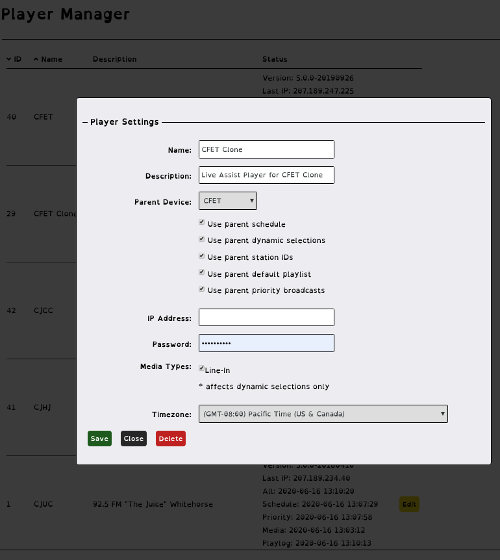 Player Manager
ID Name Description Status
Version: 5.0.0-20190926
Last IP: 207.189.247.225
40 CFET
Player Settings
Name: CFET Clone
Description: Live Assist Player for CFET Clone
Parent Device: CFET
Use parent schedule
29 CFET Clone
Use parent dynamic selections
Use parent station IDs
Use parent default playlist
Use parent priority broadcasts
42 CJCC
IP Address:
Password: ••••••••••
Media Types: Line-In
* affects dynamic selections only
41 CJHJ
Timezone: (GMT-08:00) Pacific Time (US & Canada)
Save Close Delete
Last IP: 207.189.234.40
All: 2020-06-16 13:10:20
1 CJUC 92.5 FM "The Juice" Whitehorse Schedule: 2020-06-16 13:07:29 Edit
Priority: 2020-06-16 13:07:58
Media: 2020-06-16 13:03:12
Playlog: 2020-06-16 13:10:13